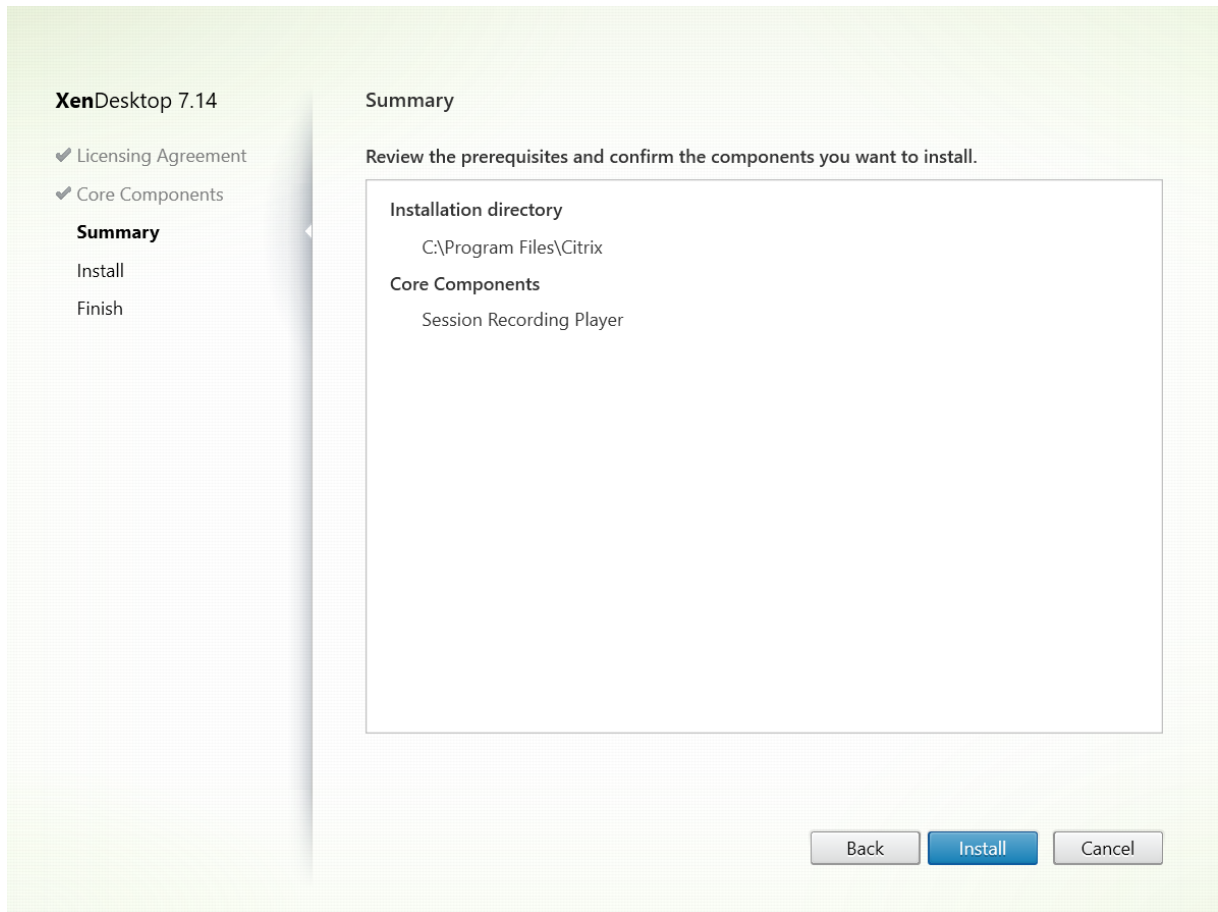 XenDesktop 7.14
Licensing Agreement
Core Components
Summary
Install
Finish
Summary
Review the prerequisites and confirm the components you want to install.
Installation directory
C:\Program Files\Citrix
Core Components
Session Recording Player
Back
Install
Cancel